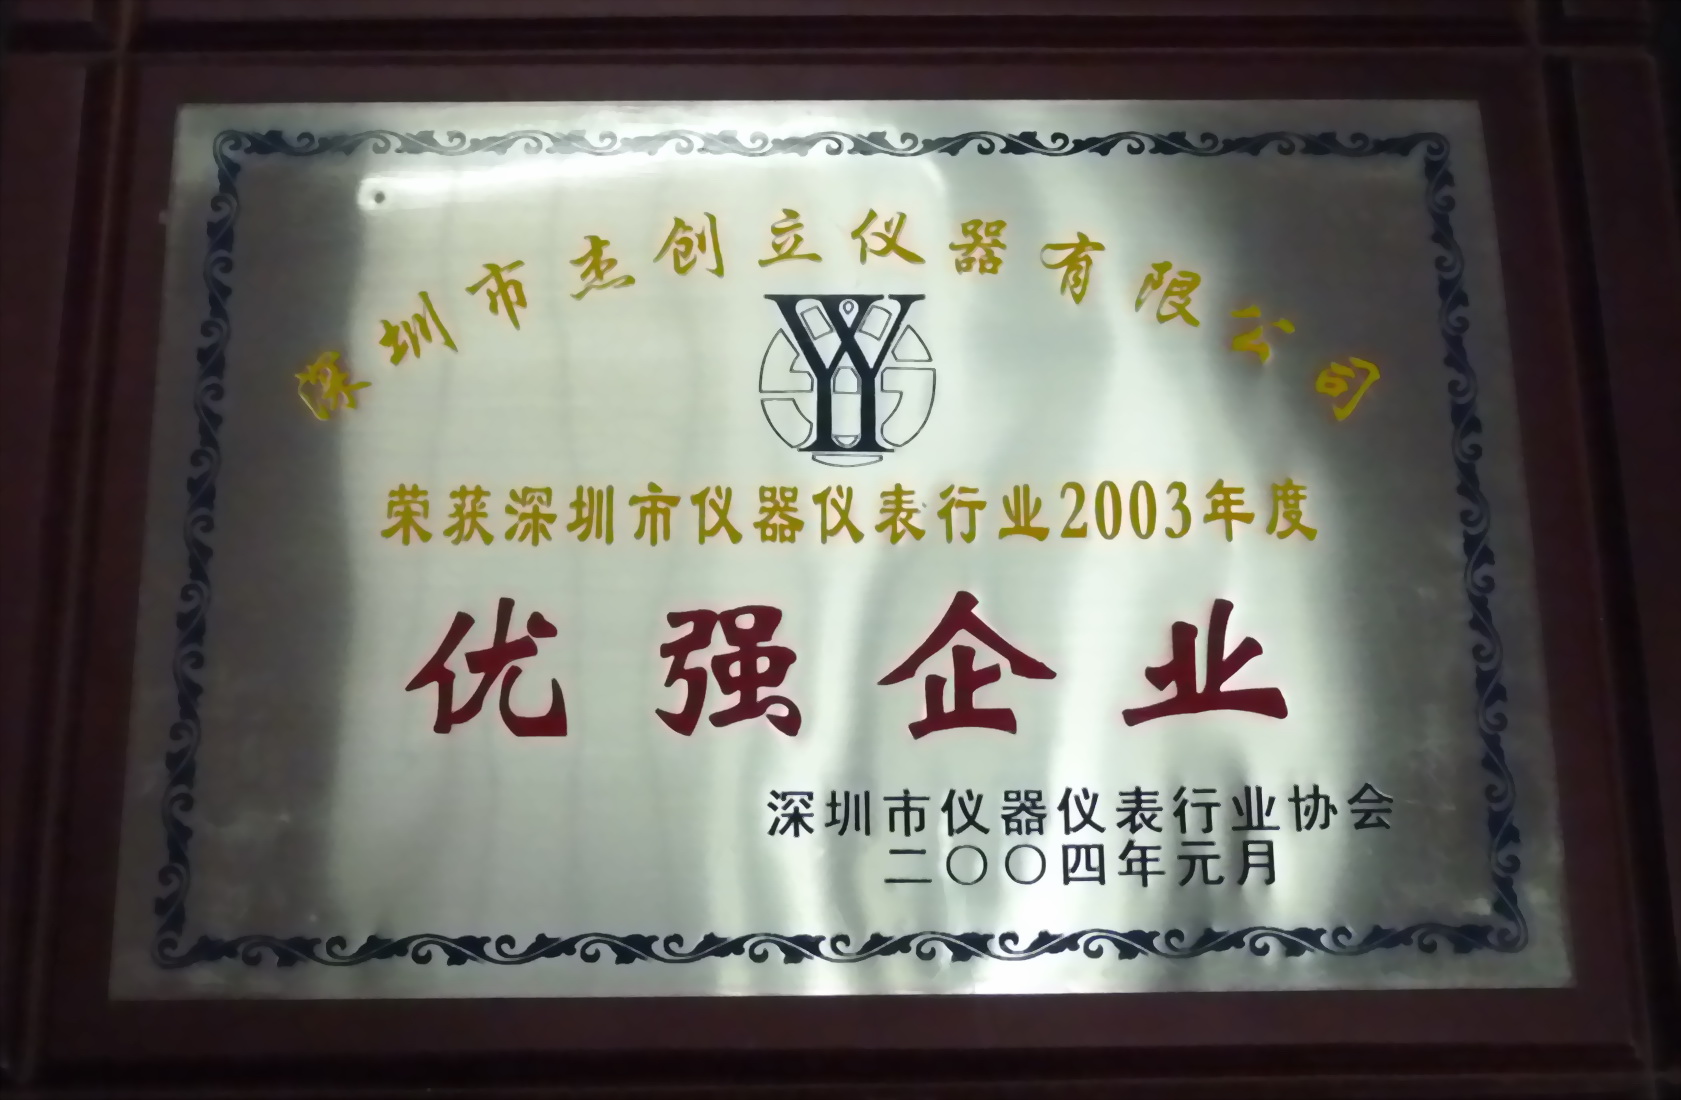 深圳市杰创立仪器有限公司
荣获深圳市仪器仪表行业2003年度
优强企业
深圳市仪器仪表行业协会
二〇〇四年元月